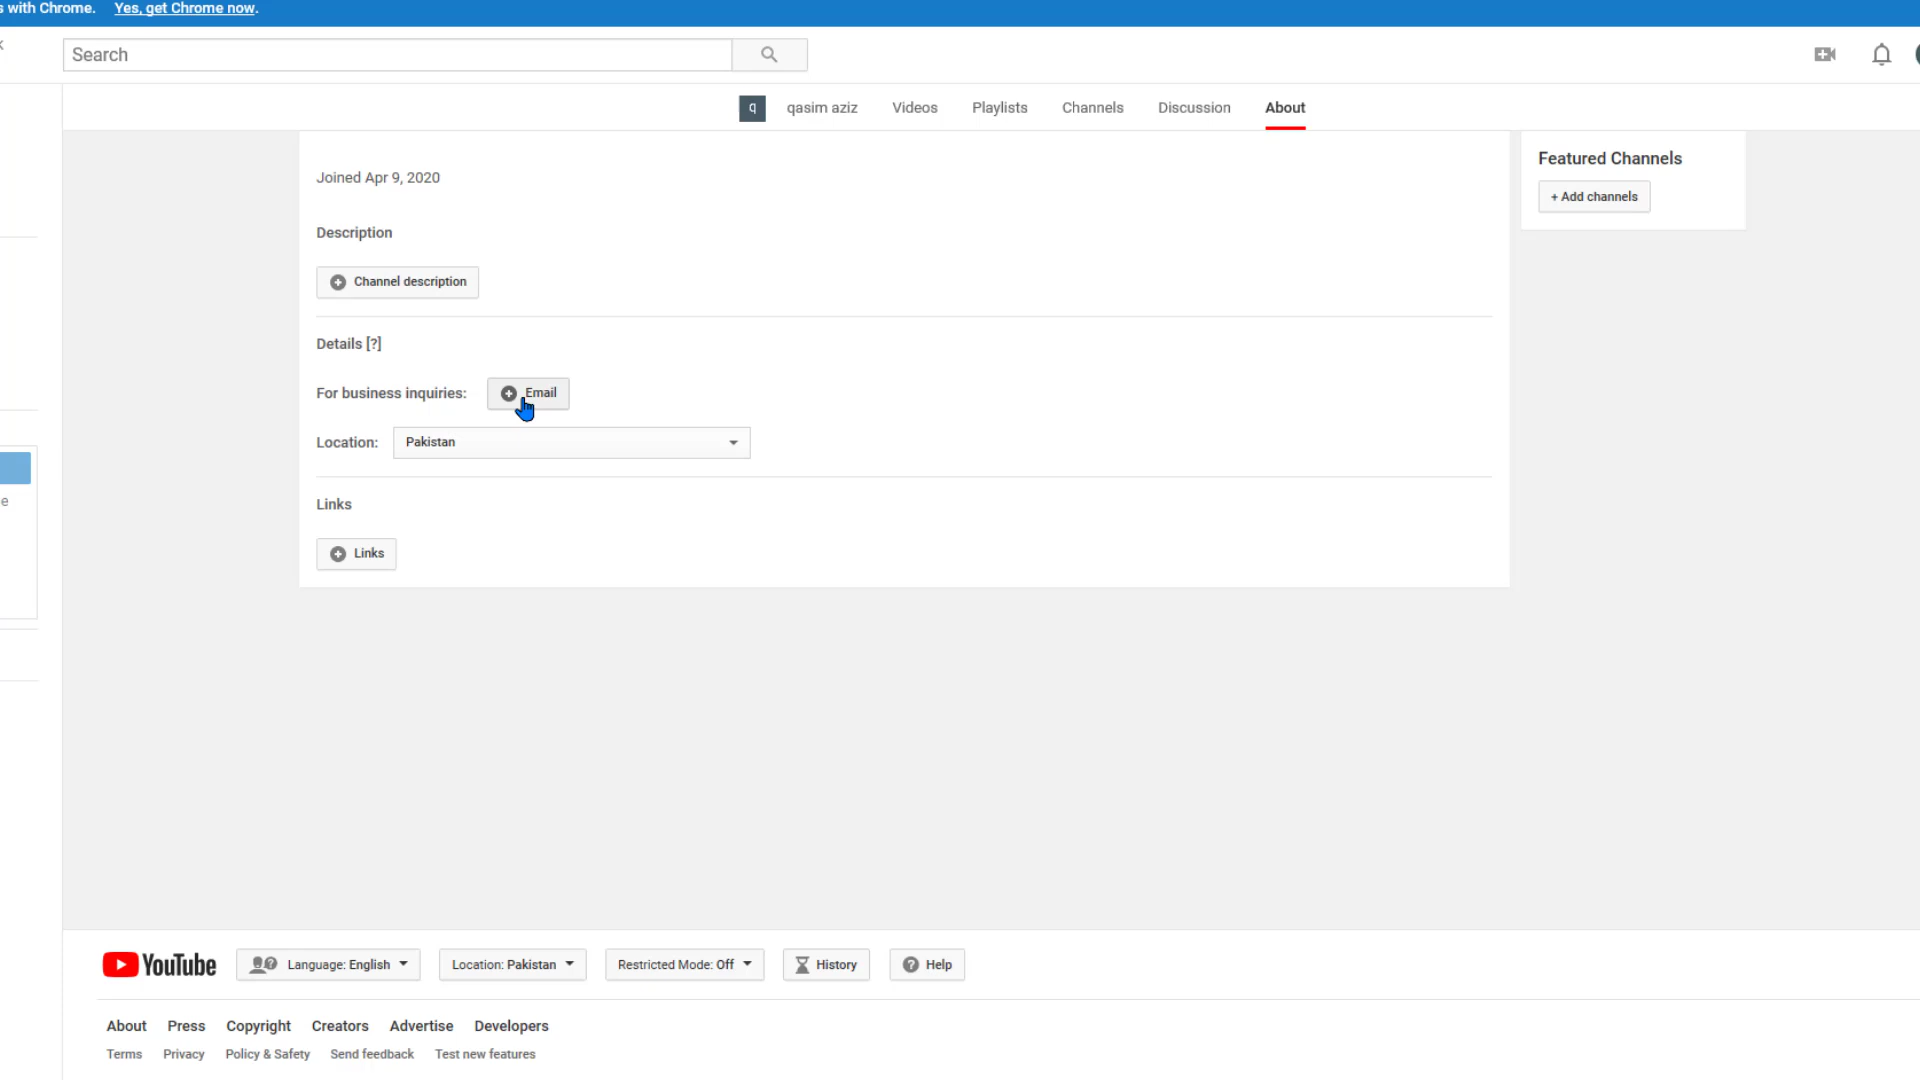 s with Chrome. Yes, get Chrome now.
Search
q qasim aziz Videos Playlists Channels Discussion About
Joined Apr 9, 2020
Featured Channels
+ Add channels
Description
Channel description
Details [?]
For business inquiries: Email
Location: Pakistan
e
Links
Links
YouTube Language: English Location: Pakistan Restricted Mode: Off History Help
About Press Copyright Creators Advertise Developers
Terms Privacy Policy & Safety Send feedback Test new features